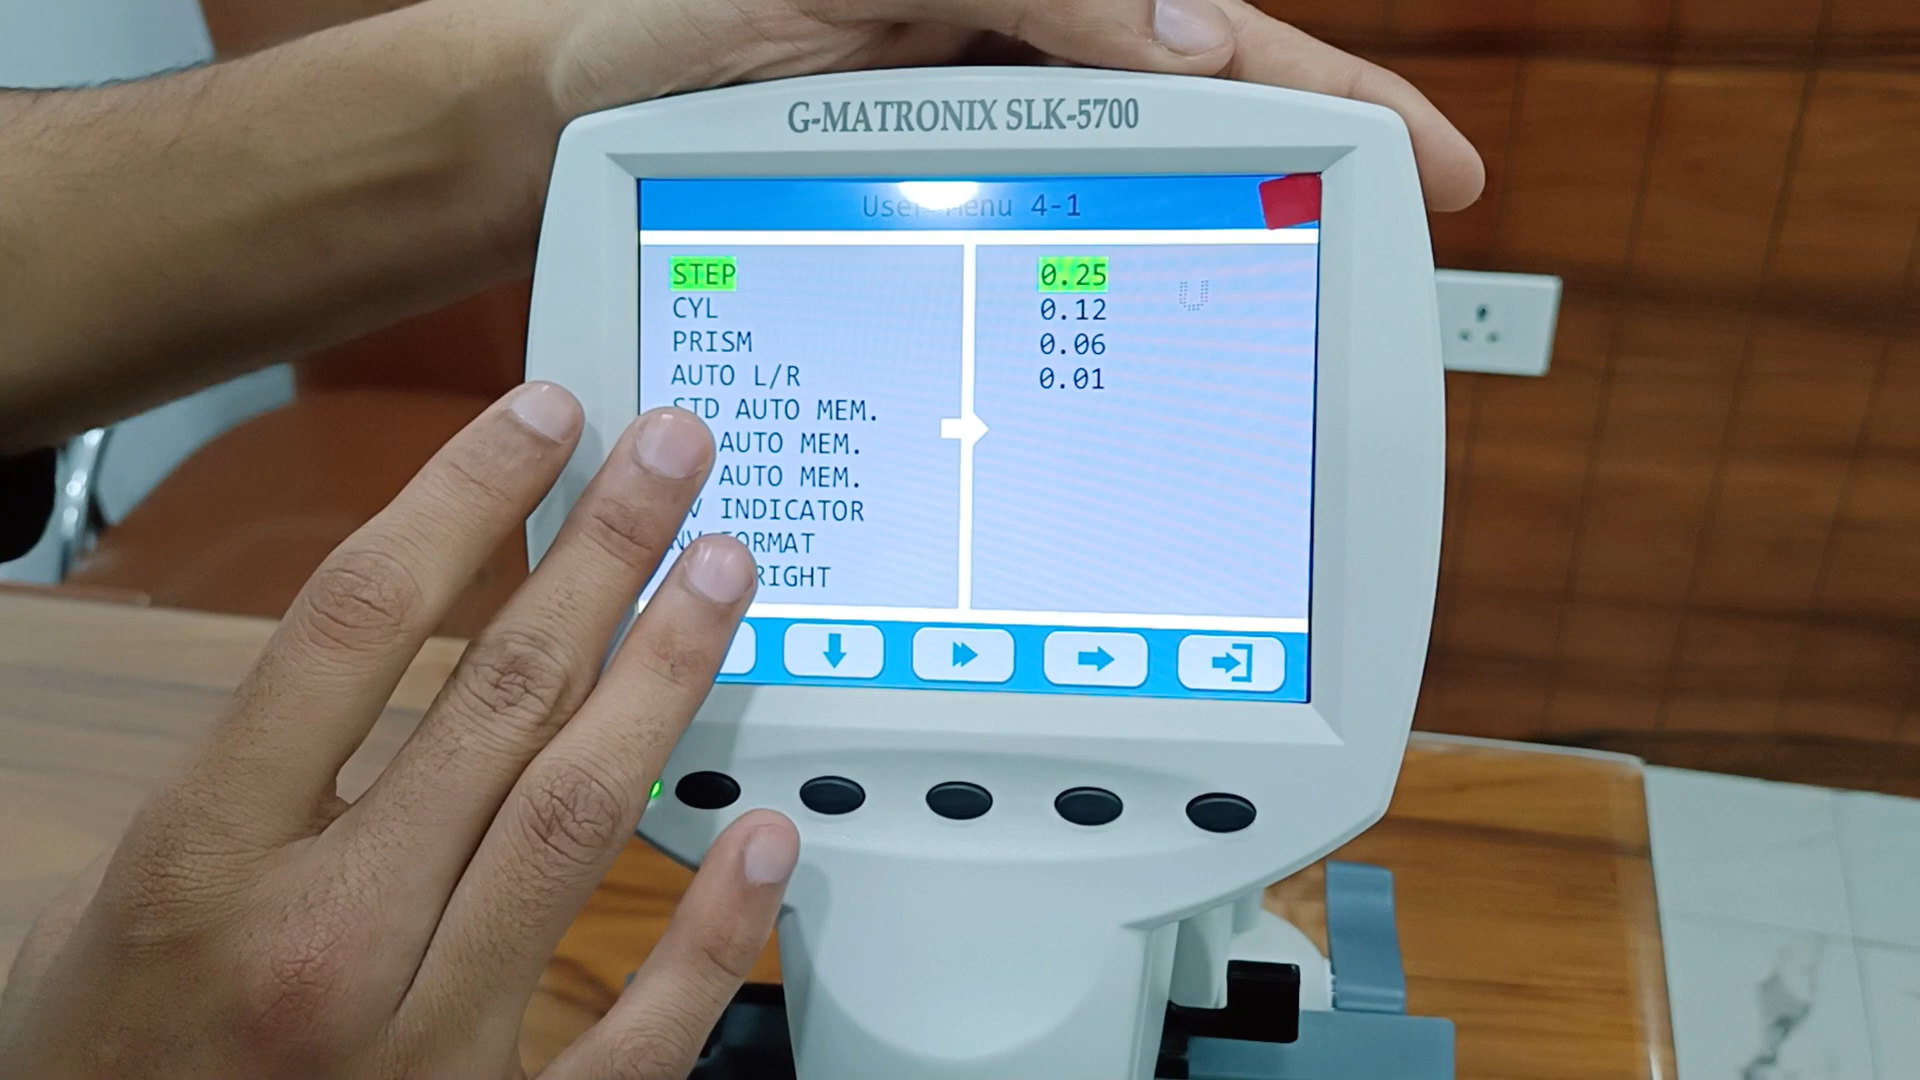 G-MATRONIX SLK-5700
User Menu 4-1
STEP
CYL
PRISM
AUTO L/R
STD AUTO MEM.
AUTO MEM.
AUTO MEM.
INDICATOR
NV FORMAT
RIGHT
0.25
0.12
0.06
0.01
U